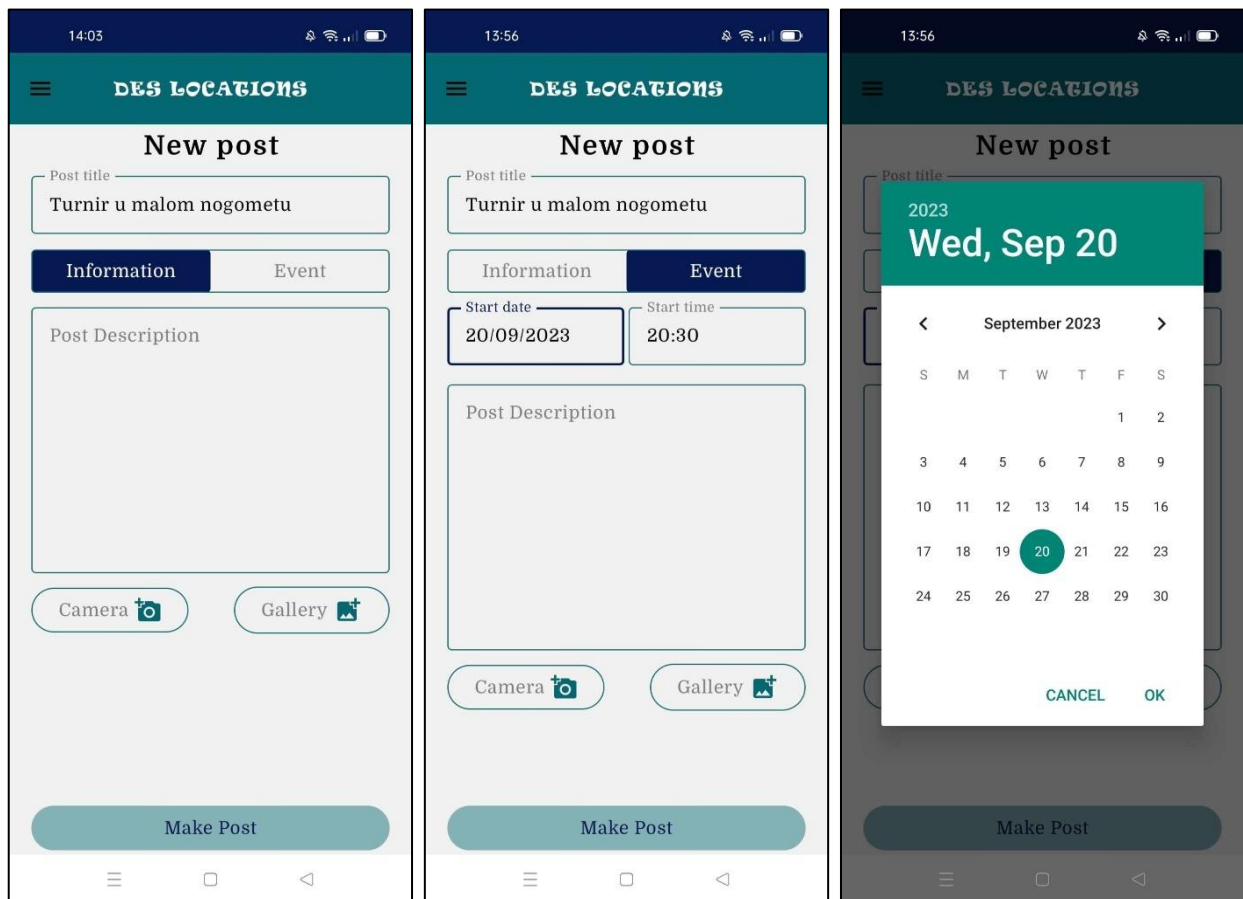 14:03
DES LOCATIONS
New post
Post title
Turnir u malom nogometu
Information Event
Post Description
Camera Gallery
Make Post
13:56
DES LOCATIONS
New post
Post title
Turnir u malom nogometu
Information Event
Start date Start time
20/09/2023 20:30
Post Description
Camera Gallery
Make Post
13:56
DES LOCATIONS
New post
Post title
2023
Wed, Sep 20
September 2023
S M T W T F S
1 2
3 4 5 6 7 8 9
10 11 12 13 14 15 16
17 18 19 20 21 22 23
24 25 26 27 28 29 30
CANCEL OK
Make Post